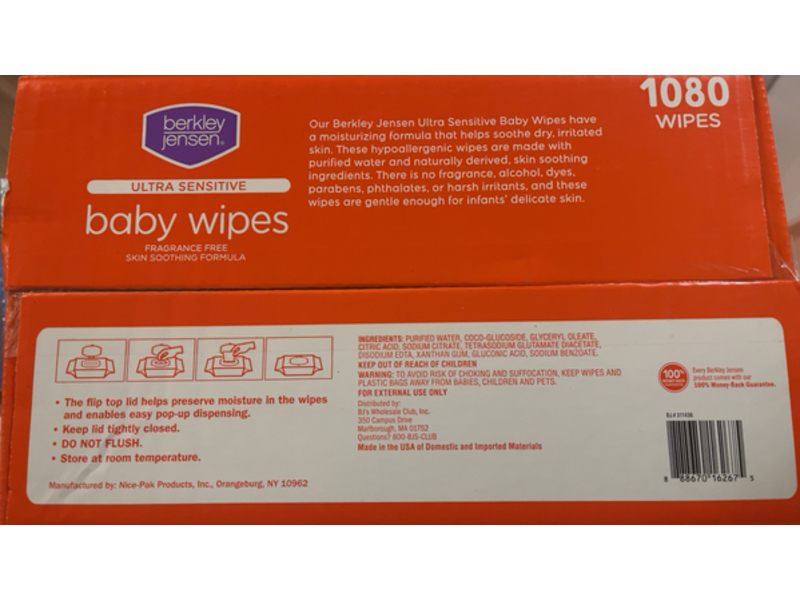 berkley
jensen®
ULTRA SENSITIVE
baby wipes
FRAGRANCE FREE
SKIN SOOTHING FORMULA
Our Berkley Jensen Ultra Sensitive Baby Wipes have
a moisturizing formula that helps soothe dry, irritated
skin. These hypoallergenic wipes are made with
purified water and naturally derived, skin soothing
ingredients. There is no fragrance, alcohol, dyes,
parabens, phthalates, or harsh irritants, and these
wipes are gentle enough for infants' delicate skin.
1080
WIPES
• The flip top lid helps preserve moisture in the wipes
and enables easy pop-up dispensing.
• Keep lid tightly closed.
• DO NOT FLUSH.
• Store at room temperature.
Manufactured by: Nice-Pak Products, Inc., Orangeburg, NY 10962
INGREDIENTS: PURIFIED WATER, COCO-GLUCOSIDE, GLYCERYL OLEATE,
CITRIC ACID, SODIUM CITRATE, TETRASODIUM GLUTAMATE DIACETATE,
DISODIUM EDTA, XANTHAN GUM, GLUCONIC ACID, SODIUM BENZOATE.
KEEP OUT OF REACH OF CHILDREN
WARNING: TO AVOID RISK OF CHOKING AND SUFFOCATION, KEEP WIPES AND
PLASTIC BAGS AWAY FROM BABIES, CHILDREN AND PETS.
FOR EXTERNAL USE ONLY
Distributed by:
BJ's Wholesale Club, Inc.
350 Campus Drive
Marlborough, MA 01752
Questions? 800-BJS-CLUB
Made in the USA of Domestic and Imported Materials
100%
MONEY-BACK
Every Berkley Jensen
product comes with our
100% Money-Back Guarantee.
8 88670 16267 5